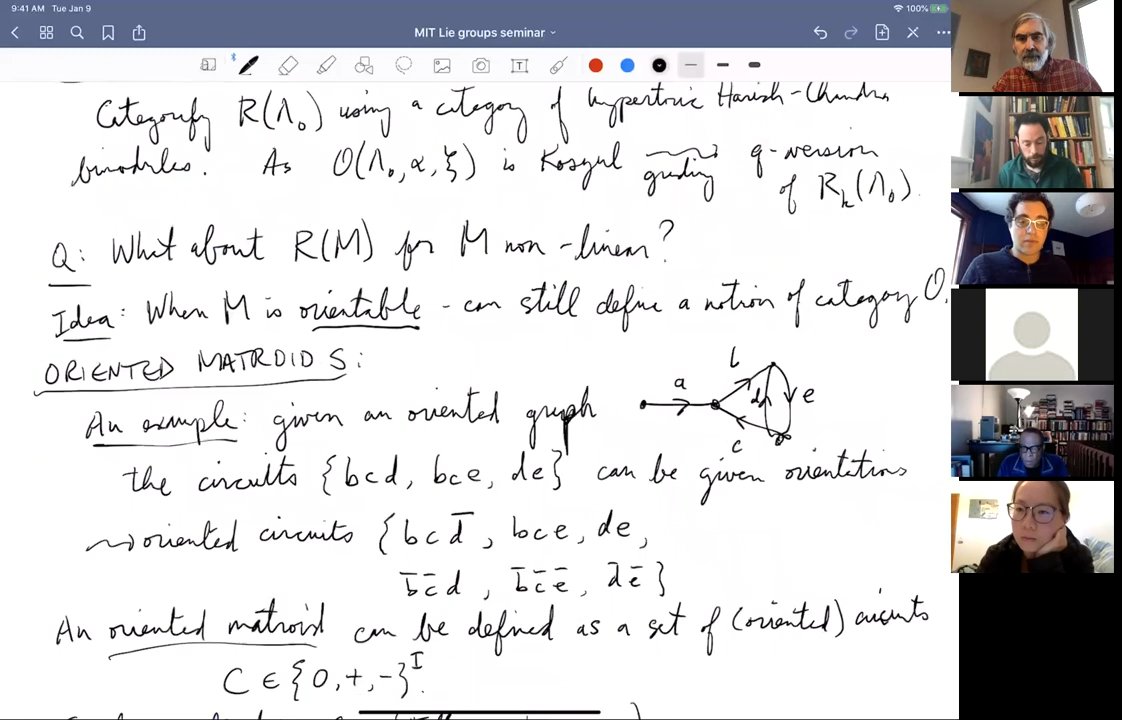 9:41 AM Tue Jan 9
100%
MIT Lie groups seminar
Categorify R(Λ₀) using a category of hypertoric Harish-Chandra
bimodules. As O(Λ₀, α, ξ) is Koszul grading q-version
of R_k(Λ₀).
Q: What about R(M) for M non-linear?
Idea: When M is orientable - can still define a notion of category O.
ORIENTED MATROIDS:
An example: given an oriented graph
a b c d e
the circuits {bcd, bce, de} can be given orientations
⇝ oriented circuits {bcd̅, bce, de,
b̅c̅d, b̅c̅e̅, d̅e̅}
An oriented matroid can be defined as a set of (oriented) circuits
C ∈ {0,+,-}^I.